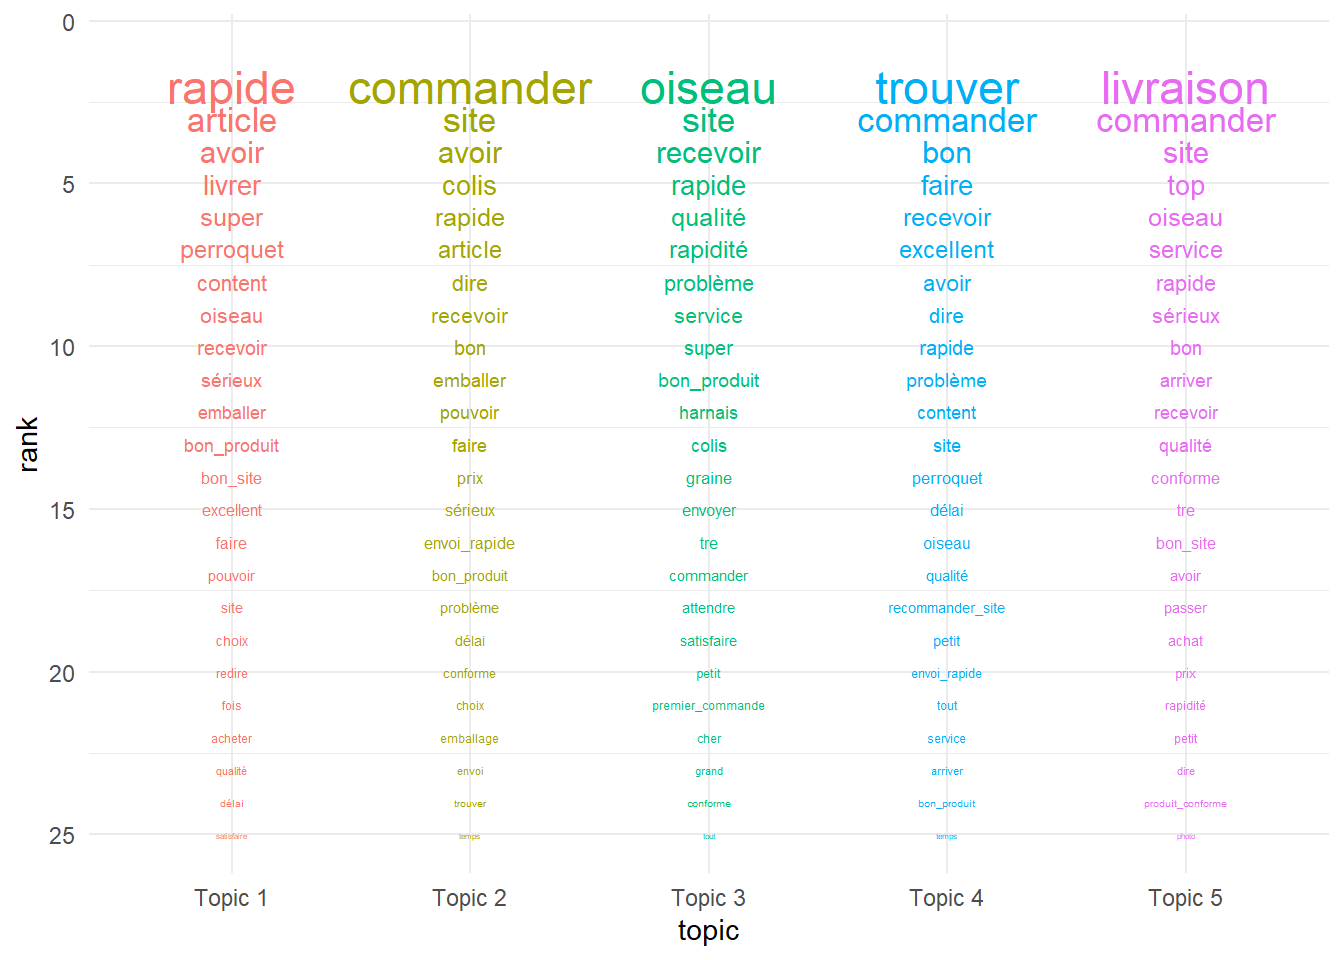 0
rapide commander oiseau trouver livraison
article site site commander commander
avoir avoir recevoir bon site
5 livrer colis rapide faire top
super rapide qualité recevoir oiseau
perroquet article rapidité excellent service
content dire problème avoir rapide
oiseau recevoir service dire sérieux
10 recevoir bon super rapide bon
sérieux emballer bon_produit problème arriver
emballer pouvoir harnais content recevoir
bon_produit faire colis site qualité
bon_site prix graine perroquet conforme
15 excellent sérieux envoyer délai tre
faire envoi_rapide tre oiseau bon_site
pouvoir bon_produit commander qualité avoir
site problème attendre recommander_site passer
choix délai satisfaire petit achat
20 redire conforme petit envoi_rapide prix
fois choix premier_commande tout rapidité
acheter emballage cher service petit
qualité envoi grand arriver dire
délai trouver conforme bon_produit produit_conforme
25 satisfaire temps tout temps photo
rank
Topic 1 Topic 2 Topic 3 Topic 4 Topic 5
topic